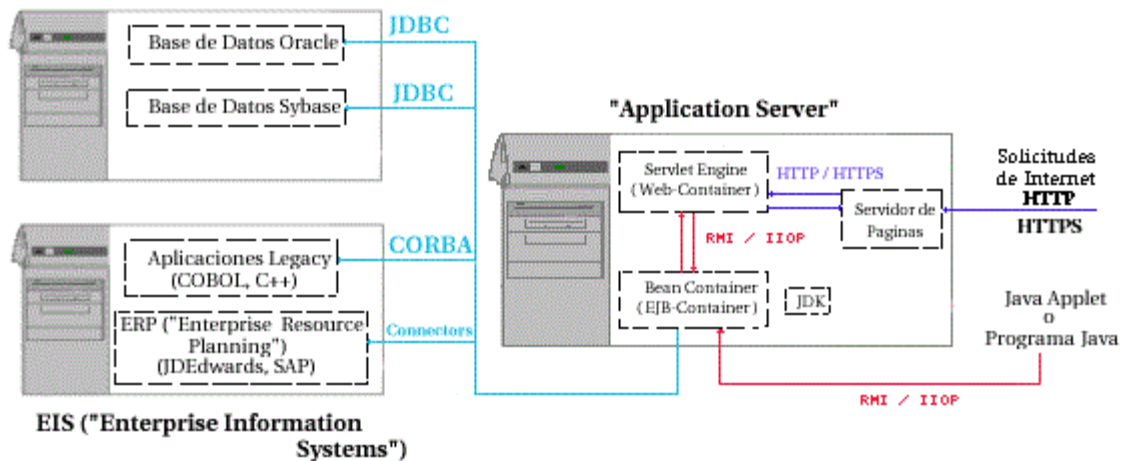 Base de Datos Oracle
JDBC
Base de Datos Sybase
JDBC
Aplicaciones Legacy
(COBOL, C++)
CORBA
ERP ("Enterprise Resource
Planning")
(JDEdwards, SAP)
Connectors
EIS ("Enterprise Information
Systems")
"Application Server"
Servlet Engine
(Web-Container)
HTTP / HTTPS
Servidor de
Paginas
RMI / IIOP
Bean Container
(EJB-Container)
JDK
Solicitudes
de Internet
HTTP
HTTPS
Java Applet
o
Programa Java
RMI / IIOP